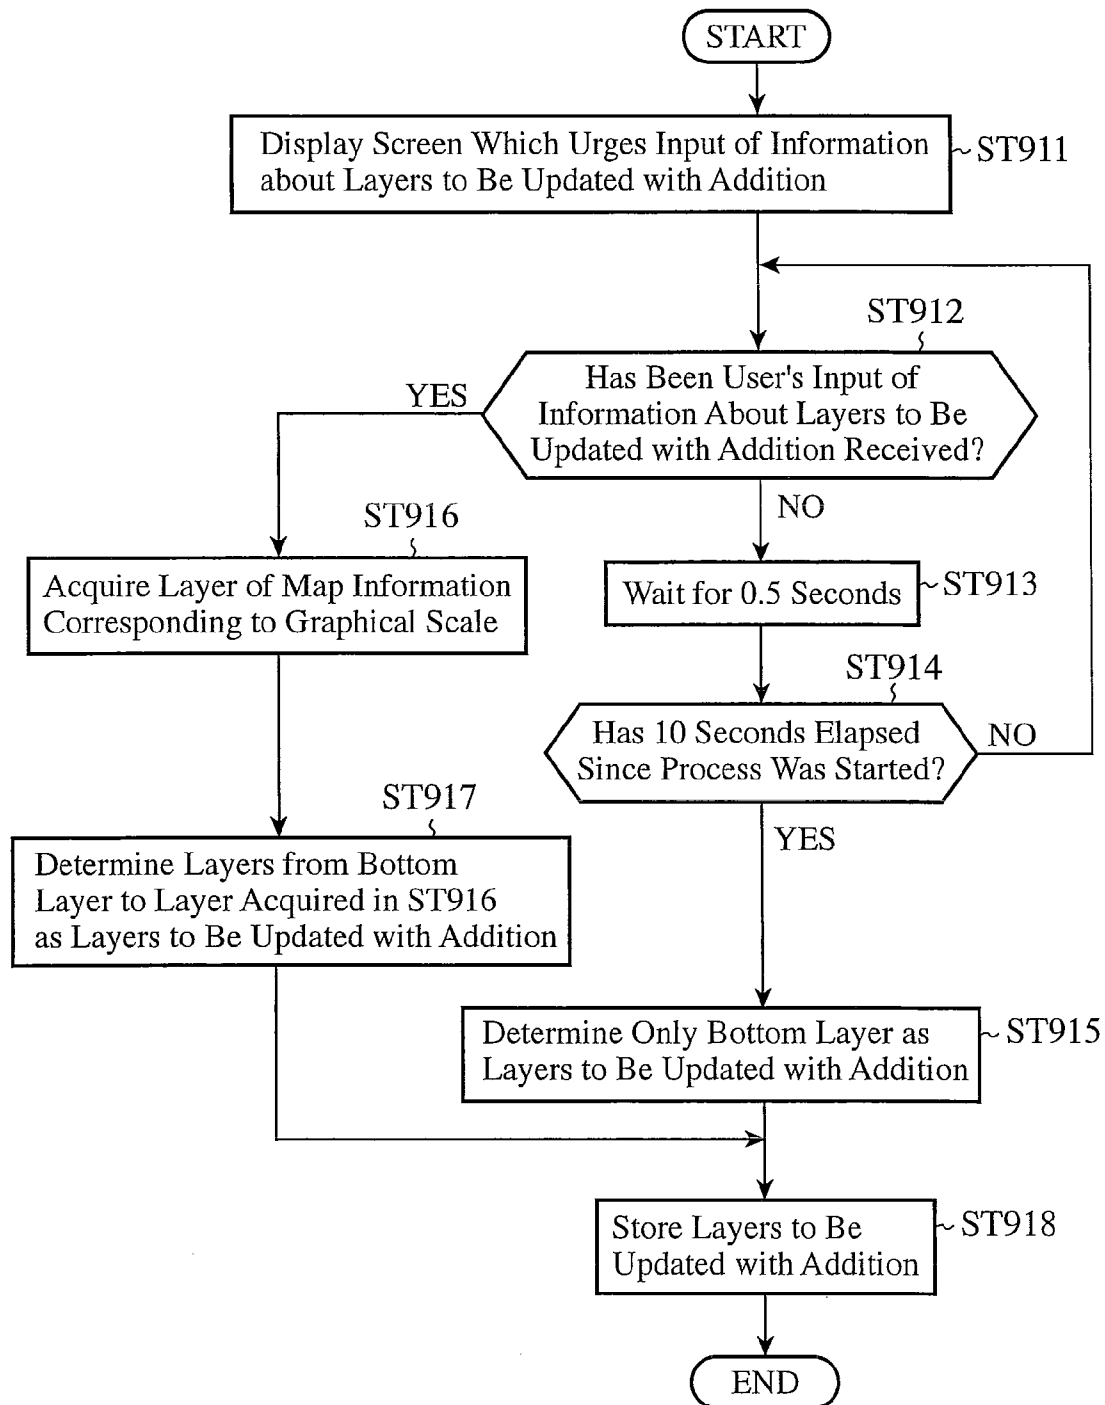 START
Display Screen Which Urges Input of Information
about Layers to Be Updated with Addition
ST911
ST912
Has Been User's Input of
Information About Layers to Be
Updated with Addition Received?
YES
NO
ST916
Acquire Layer of Map Information
Corresponding to Graphical Scale
Wait for 0.5 Seconds
ST913
ST914
Has 10 Seconds Elapsed
Since Process Was Started?
NO
YES
ST917
Determine Layers from Bottom
Layer to Layer Acquired in ST916
as Layers to Be Updated with Addition
Determine Only Bottom Layer as
Layers to Be Updated with Addition
ST915
Store Layers to Be
Updated with Addition
ST918
END